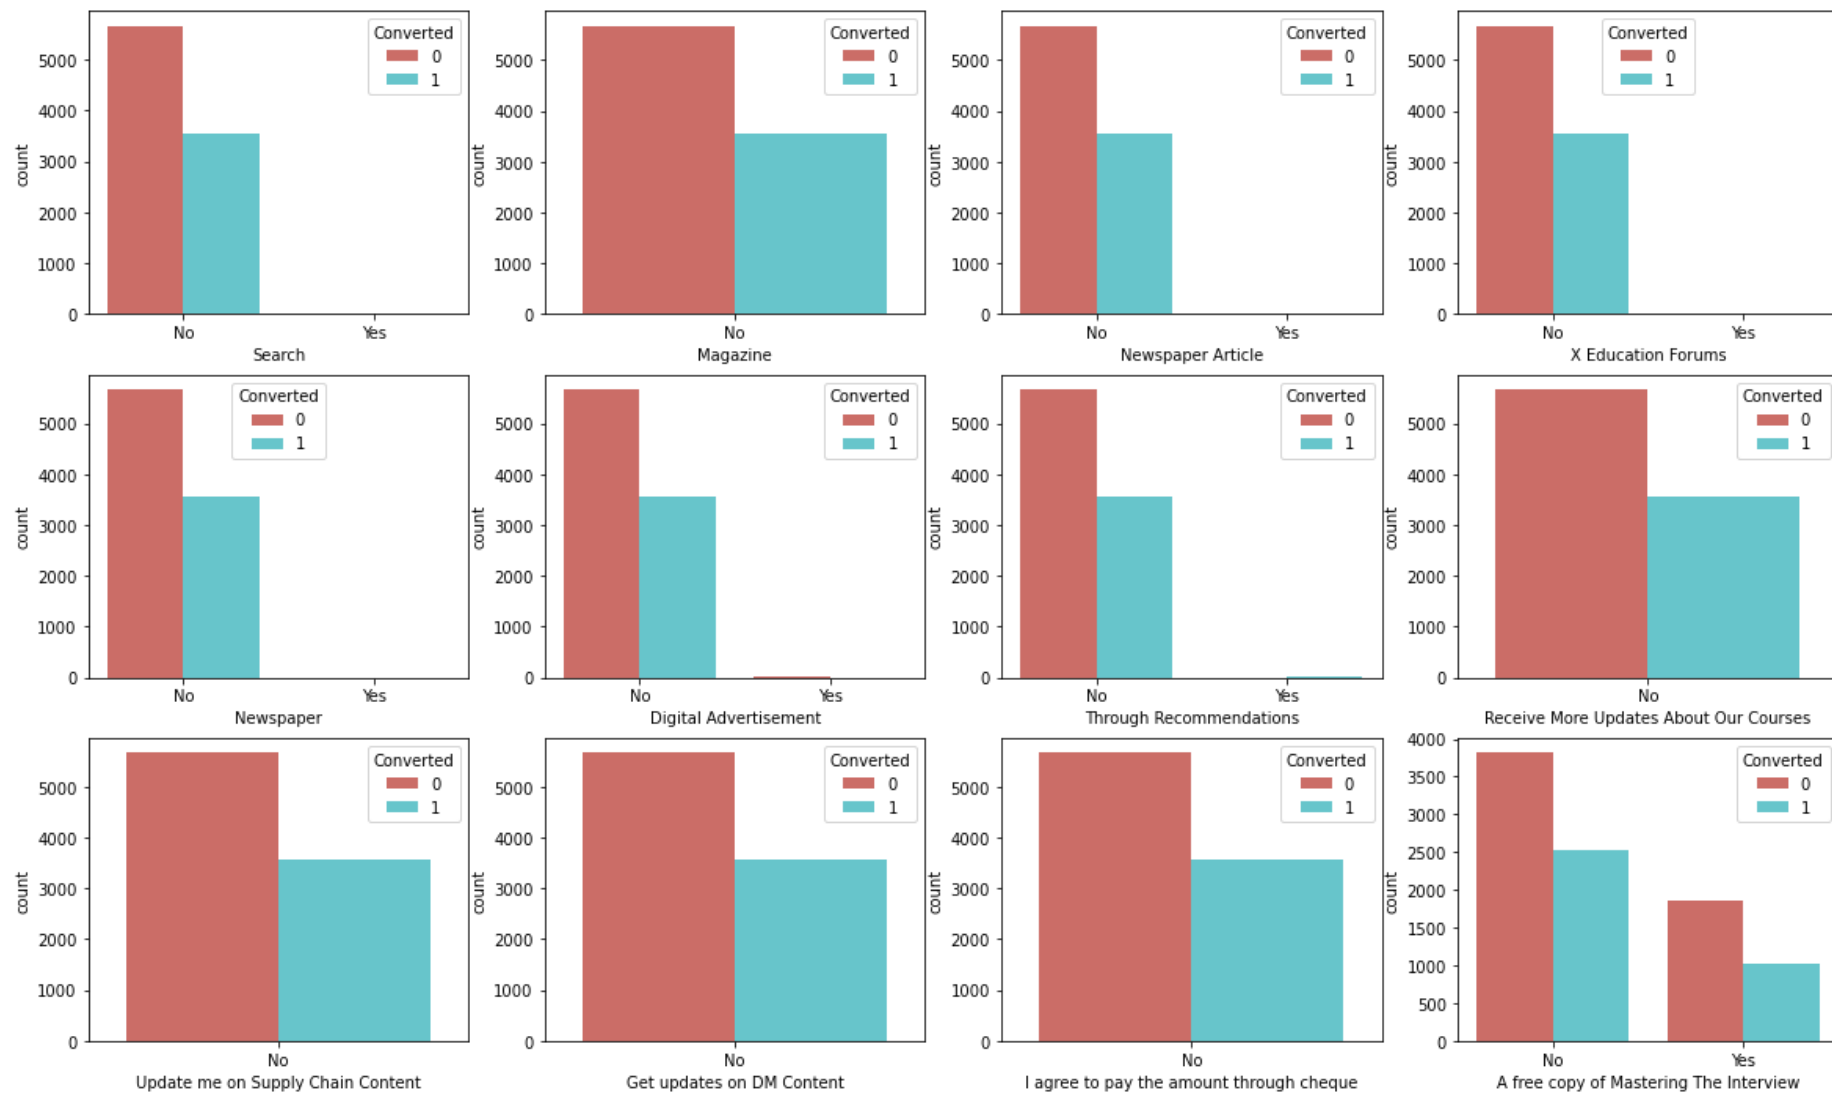 Converted
0
1
5000
4000
3000
2000
1000
0
count
No Yes
Search
Converted
0
1
5000
4000
3000
2000
1000
0
count
No
Magazine
Converted
0
1
5000
4000
3000
2000
1000
0
count
No Yes
Newspaper Article
Converted
0
1
5000
4000
3000
2000
1000
0
count
No Yes
X Education Forums
Converted
0
1
5000
4000
3000
2000
1000
0
count
No Yes
Newspaper
Converted
0
1
5000
4000
3000
2000
1000
0
count
No Yes
Digital Advertisement
Converted
0
1
5000
4000
3000
2000
1000
0
count
No Yes
Through Recommendations
Converted
0
1
5000
4000
3000
2000
1000
0
count
No
Receive More Updates About Our Courses
Converted
0
1
5000
4000
3000
2000
1000
0
count
No
Update me on Supply Chain Content
Converted
0
1
5000
4000
3000
2000
1000
0
count
No
Get updates on DM Content
Converted
0
1
5000
4000
3000
2000
1000
0
count
No
I agree to pay the amount through cheque
Converted
0
1
4000
3500
3000
2500
2000
1500
1000
500
0
count
No Yes
A free copy of Mastering The Interview